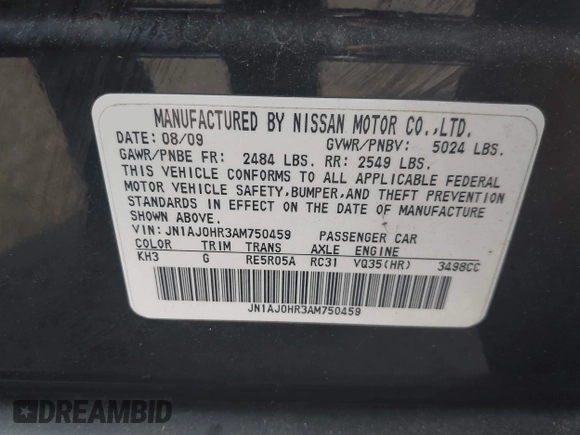 MANUFACTURED BY NISSAN MOTOR CO.,LTD.
DATE: 08/09 GVWR/PNBV: 5024 LBS.
GAWR/PNBE FR: 2484 LBS. RR: 2549 LBS.
THIS VEHICLE CONFORMS TO ALL APPLICABLE FEDERAL
MOTOR VEHICLE SAFETY,BUMPER,AND THEFT PREVENTION
STANDARDS IN EFFECT ON THE DATE OF MANUFACTURE
SHOWN ABOVE.
VIN: JN1AJ0HR3AM750459 PASSENGER CAR
COLOR TRIM TRANS AXLE ENGINE
KH3 G RE5R05A RC31 VQ35(HR) 3498CC
JN1AJ0HR3AM750459
DREAMBID